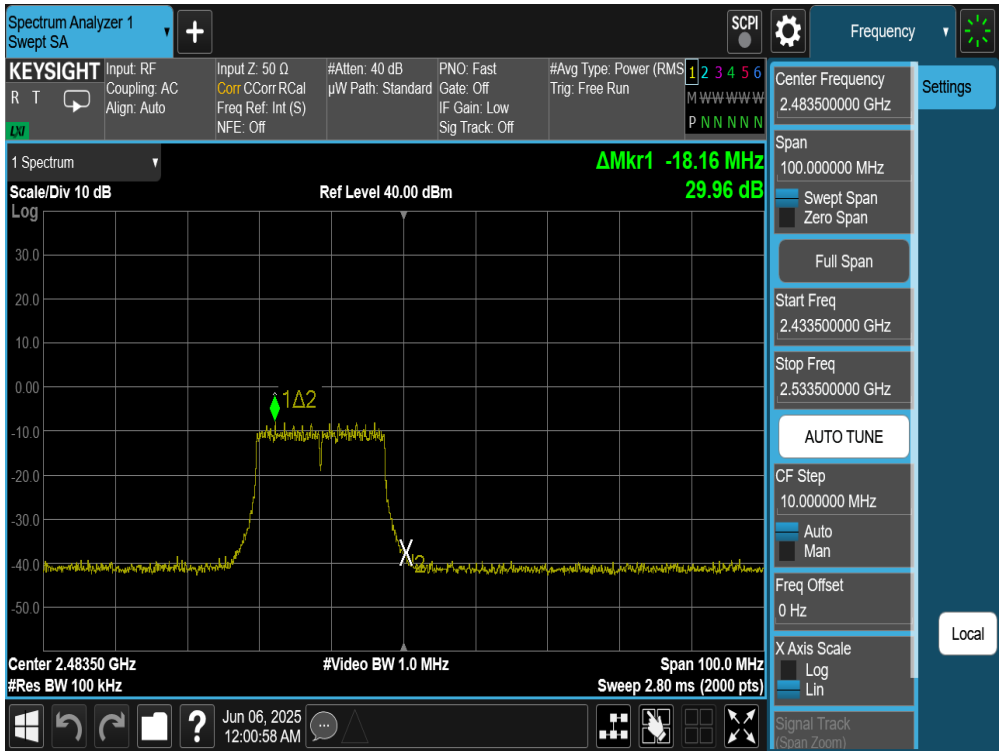 Spectrum Analyzer 1
Swept SA
+
SCPI
Frequency
KEYSIGHT
R T
LXI
Input: RF
Coupling: AC
Align: Auto
Input Z: 50 Ω
Corr CCorr RCal
Freq Ref: Int (S)
NFE: Off
#Atten: 40 dB
µW Path: Standard
PNO: Fast
Gate: Off
IF Gain: Low
Sig Track: Off
#Avg Type: Power (RMS
Trig: Free Run
1 2 3 4 5 6
M W W W W W
P N N N N N
1 Spectrum
Scale/Div 10 dB
Log
Ref Level 40.00 dBm
ΔMkr1 -18.16 MHz
29.96 dB
30.0
20.0
10.0
0.00
-10.0
-20.0
-30.0
-40.0
-50.0
1Δ2
X2
Center 2.48350 GHz
#Res BW 100 kHz
#Video BW 1.0 MHz
Span 100.0 MHz
Sweep 2.80 ms (2000 pts)
Jun 06, 2025
12:00:58 AM
?
Center Frequency
2.483500000 GHz
Span
100.000000 MHz
Swept Span
Zero Span
Full Span
Start Freq
2.433500000 GHz
Stop Freq
2.533500000 GHz
AUTO TUNE
CF Step
10.000000 MHz
Auto
Man
Freq Offset
0 Hz
X Axis Scale
Log
Lin
Signal Track
(Span Zoom)
Settings
Local